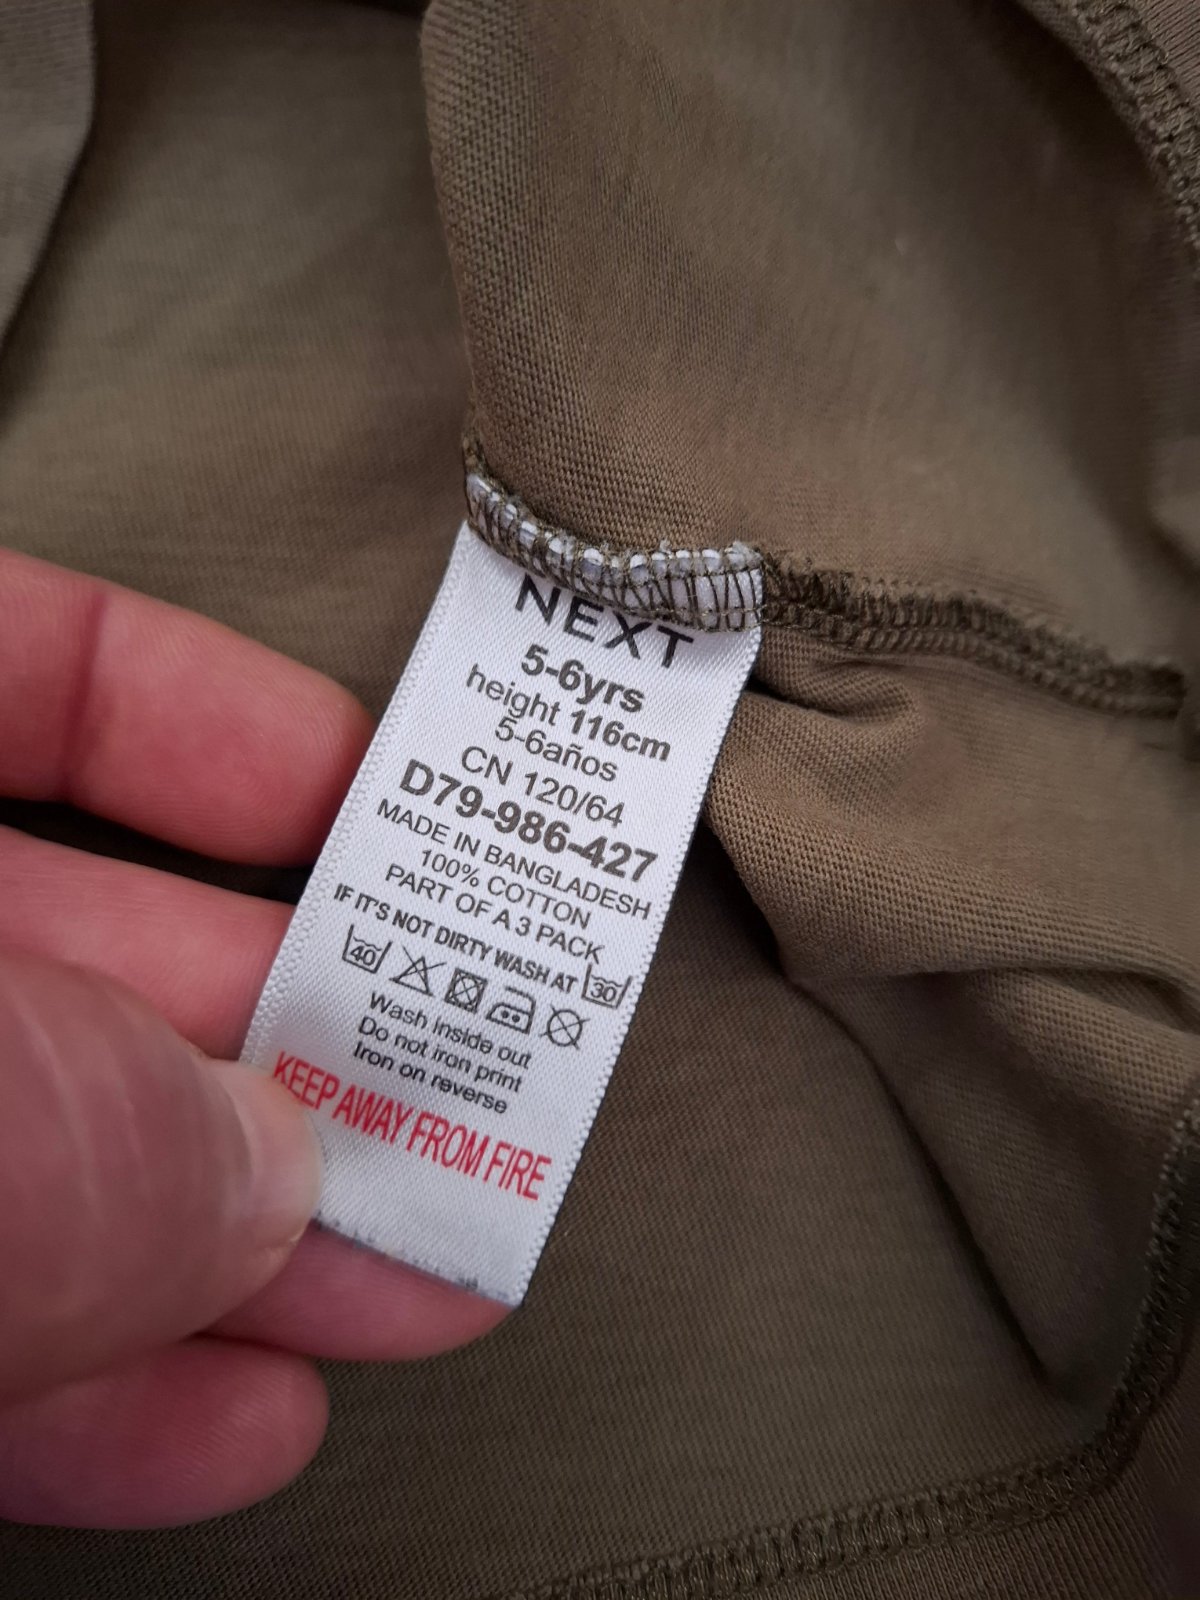 NEXT
5-6yrs
height 116cm
5-6años
CN 120/64
D79-986-427
MADE IN BANGLADESH
100% COTTON
PART OF A 3 PACK
IF IT'S NOT DIRTY WASH AT 30
40
Wash inside out
Do not iron print
Iron on reverse
KEEP AWAY FROM FIRE